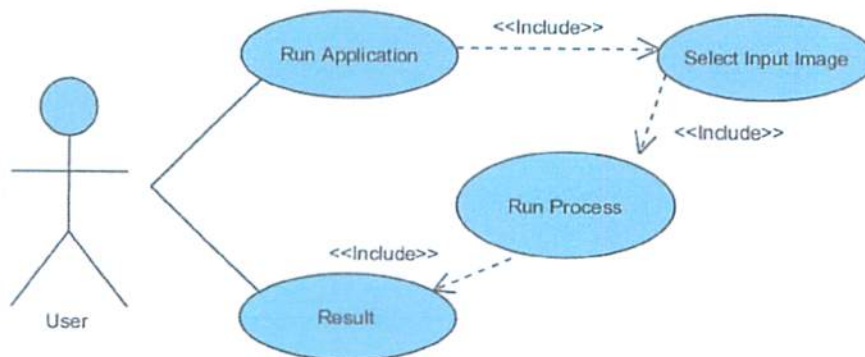 <<Include>>
Run Application
Select Input Image
<<Include>>
Run Process
<<Include>>
Result
User